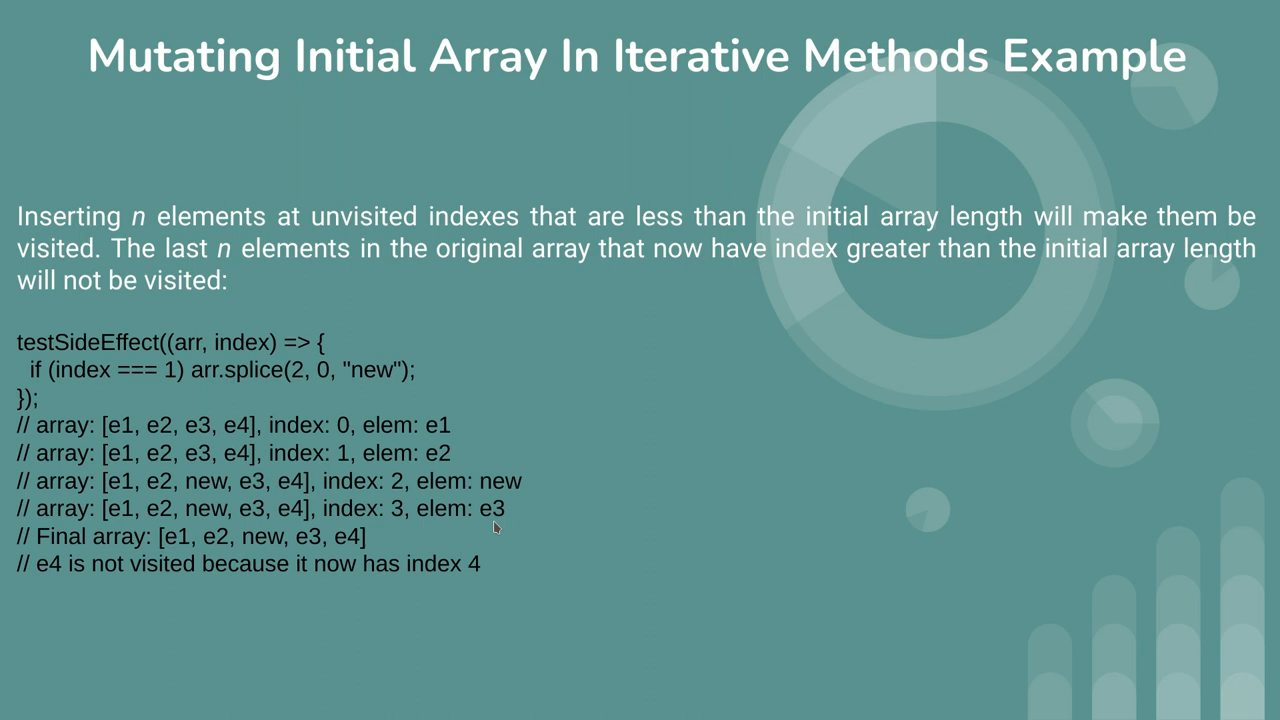 Mutating Initial Array In Iterative Methods Example
Inserting n elements at unvisited indexes that are less than the initial array length will make them be
visited. The last n elements in the original array that now have index greater than the initial array length
will not be visited:
testSideEffect((arr, index) => {
  if (index === 1) arr.splice(2, 0, "new");
});
// array: [e1, e2, e3, e4], index: 0, elem: e1
// array: [e1, e2, e3, e4], index: 1, elem: e2
// array: [e1, e2, new, e3, e4], index: 2, elem: new
// array: [e1, e2, new, e3, e4], index: 3, elem: e3
// Final array: [e1, e2, new, e3, e4]
// e4 is not visited because it now has index 4